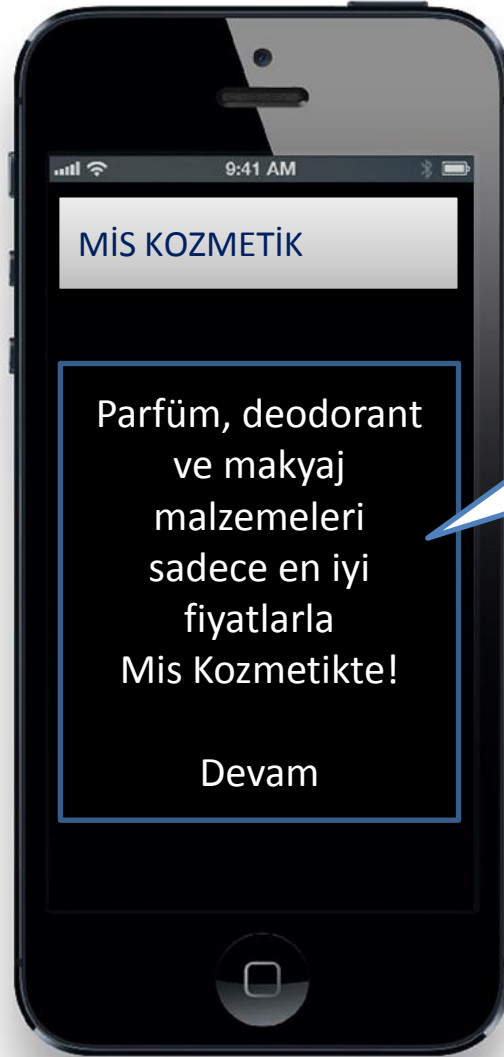 9:41 AM
MİS KOZMETİK
Parfüm, deodorant
ve makyaj
malzemeleri
sadece en iyi
fiyatlarla
Mis Kozmetikte!
Devam